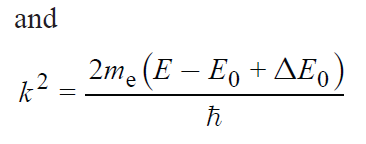 and
k² = 2mₑ(E − E₀ + ΔE₀) / ℏ